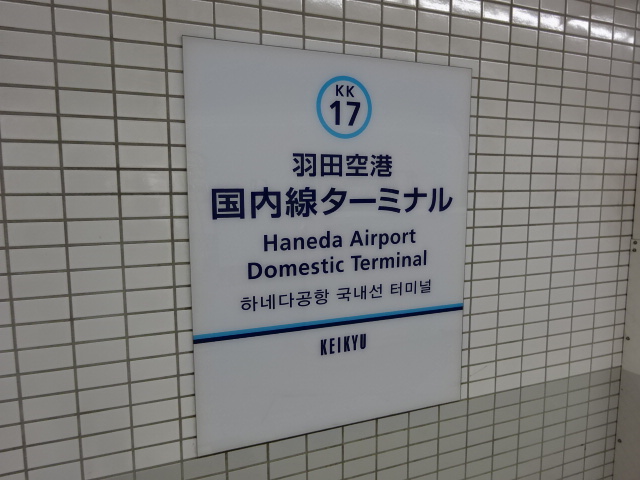 KK
17
羽田空港
国内線ターミナル
Haneda Airport
Domestic Terminal
하네다공항 국내선 터미널
KEIKYU